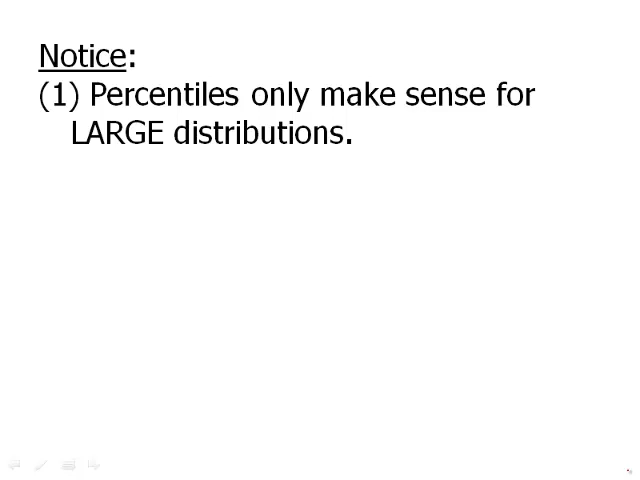 Notice:
(1) Percentiles only make sense for
LARGE distributions.